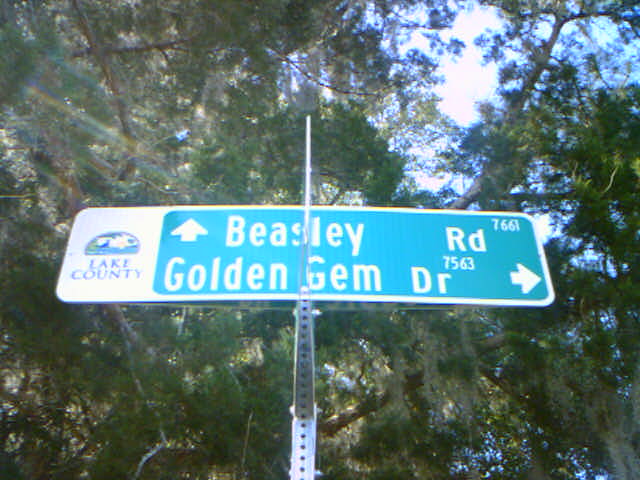 LAKE
COUNTY
Beasley Rd 7661
Golden Gem Dr 7563